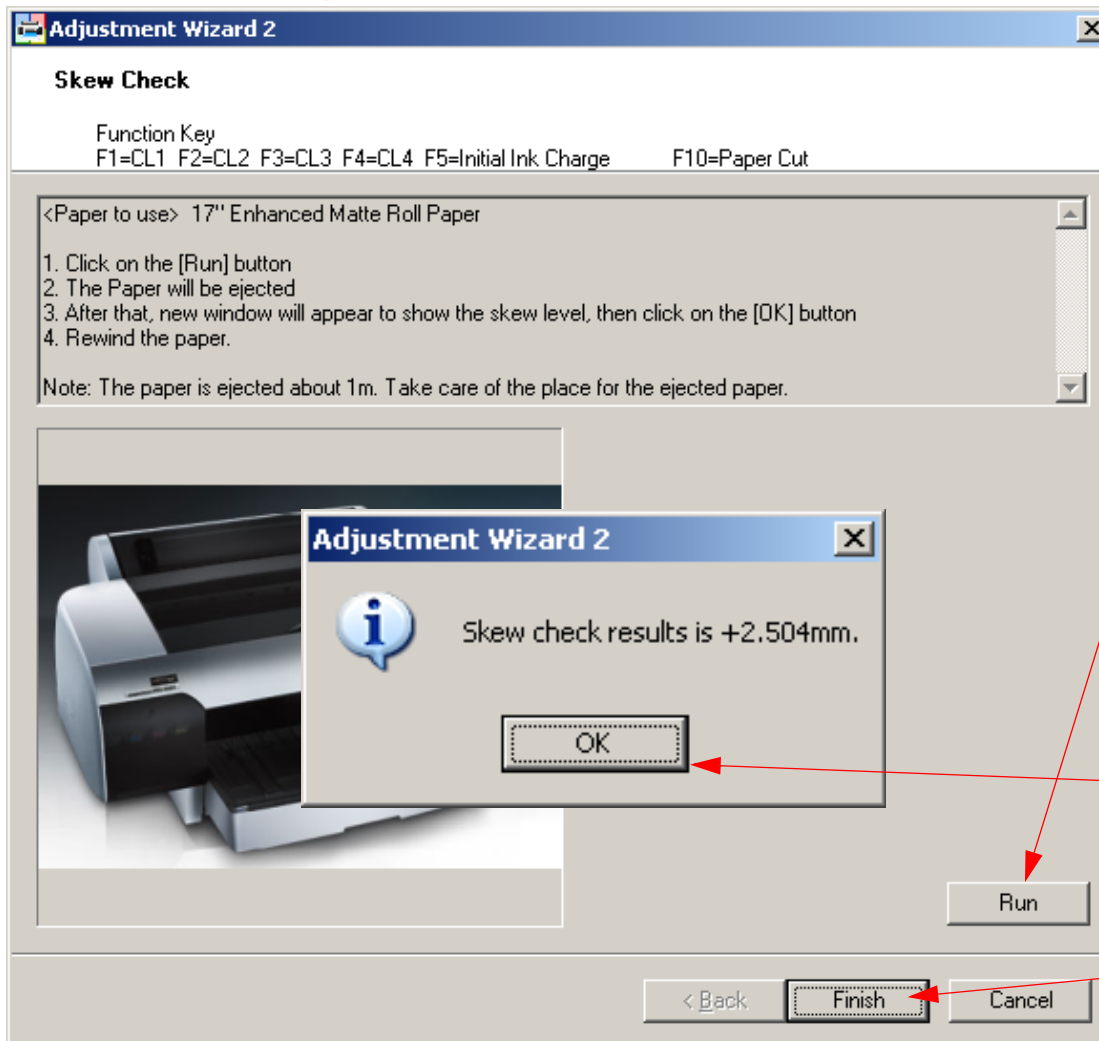 Adjustment Wizard 2
Skew Check
Function Key
F1=CL1 F2=CL2 F3=CL3 F4=CL4 F5=Initial Ink Charge F10=Paper Cut
<Paper to use> 17" Enhanced Matte Roll Paper
1. Click on the [Run] button
2. The Paper will be ejected
3. After that, new window will appear to show the skew level, then click on the [OK] button
4. Rewind the paper.
Note: The paper is ejected about 1m. Take care of the place for the ejected paper.
Adjustment Wizard 2
Skew check results is +2.504mm.
OK
Run
< Back
Finish
Cancel